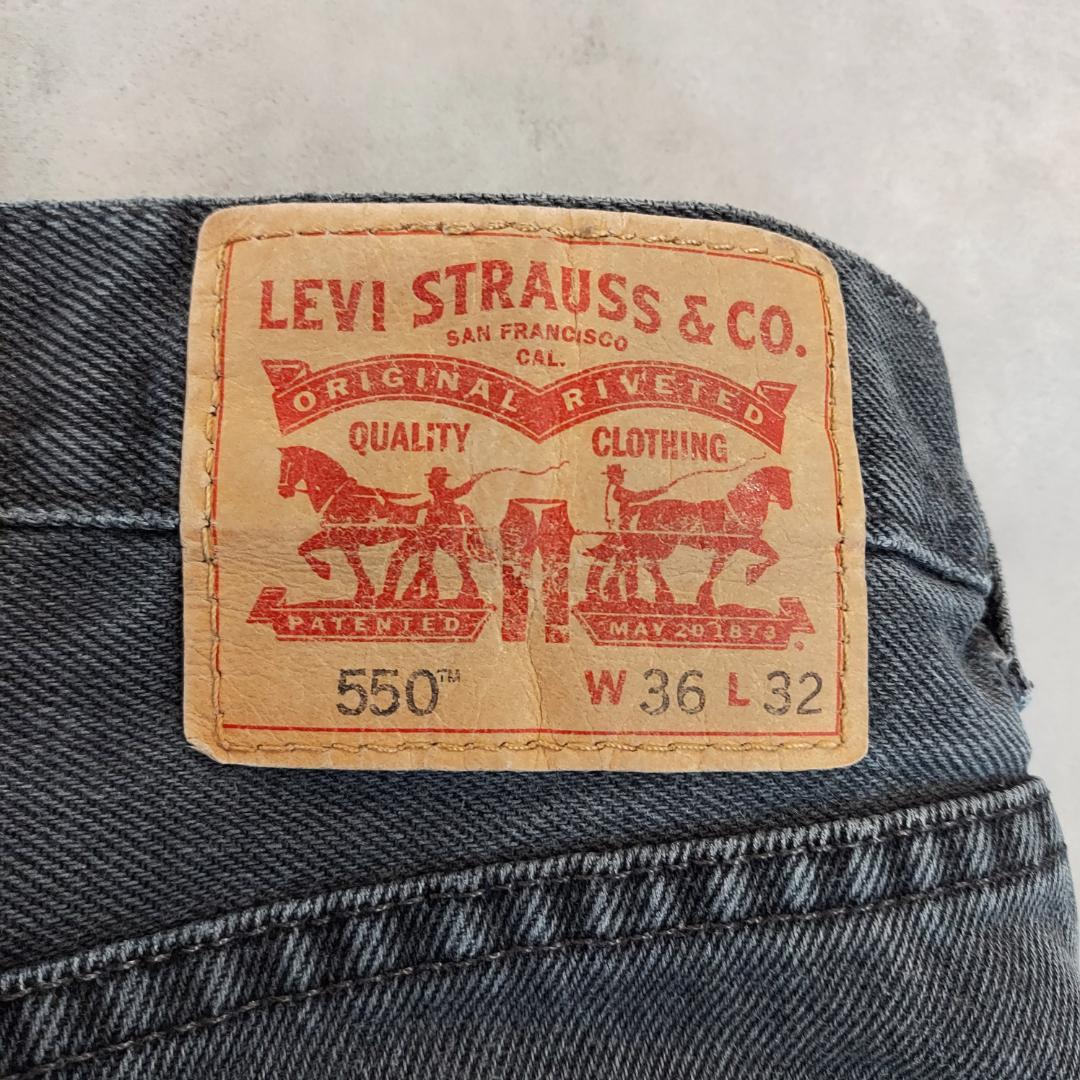 LEVI STRAUSS & CO.
SAN FRANCISCO
CAL.
ORIGINAL RIVETED
QUALITY CLOTHING
PATENTED MAY 20 1873
550™ W 36 L 32